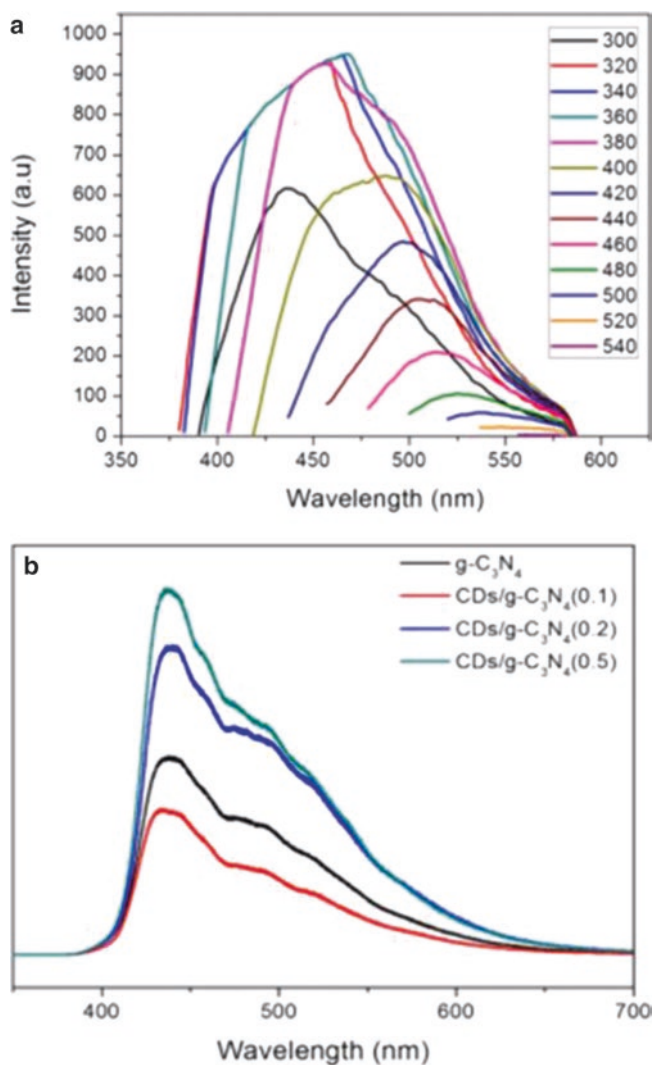 a
1000
900
800
700
600
500
400
300
200
100
0
Intensity (a.u)
300
320
340
360
380
400
420
440
460
480
500
520
540
350 400 450 500 550 600
Wavelength (nm)
b
g-C₃N₄
CDs/g-C₃N₄(0.1)
CDs/g-C₃N₄(0.2)
CDs/g-C₃N₄(0.5)
400 500 600 700
Wavelength (nm)